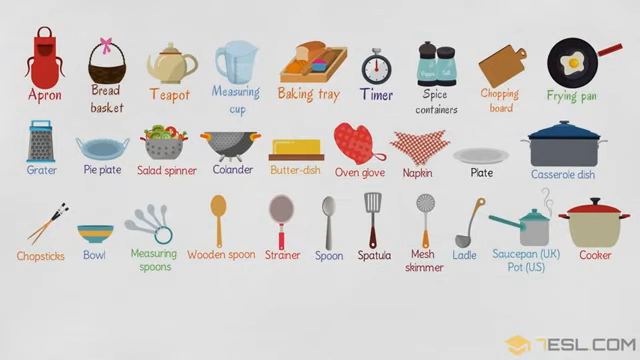 Apron
Bread
basket
Teapot
Measuring
cup
Baking tray
Timer
Spice
containers
Chopping
board
Frying pan
Grater
Pie plate
Salad spinner
Colander
Butter-dish
Oven glove
Napkin
Plate
Casserole dish
Chopsticks
Bowl
Measuring
spoons
Wooden spoon
Strainer
Spoon
Spatula
Mesh
skimmer
Ladle
Saucepan (U.K)
Pot (U.S)
Cooker
7ESL.COM